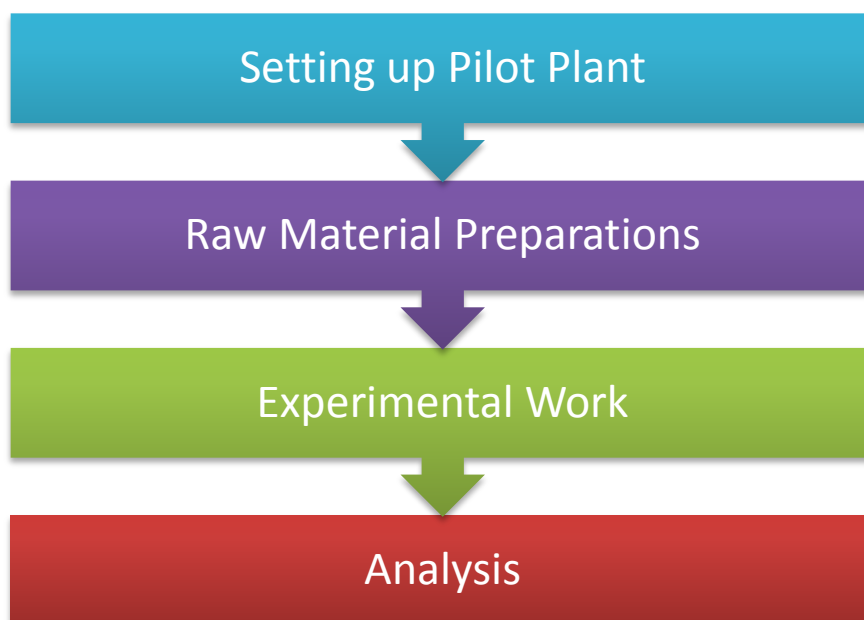 Setting up Pilot Plant
Raw Material Preparations
Experimental Work
Analysis